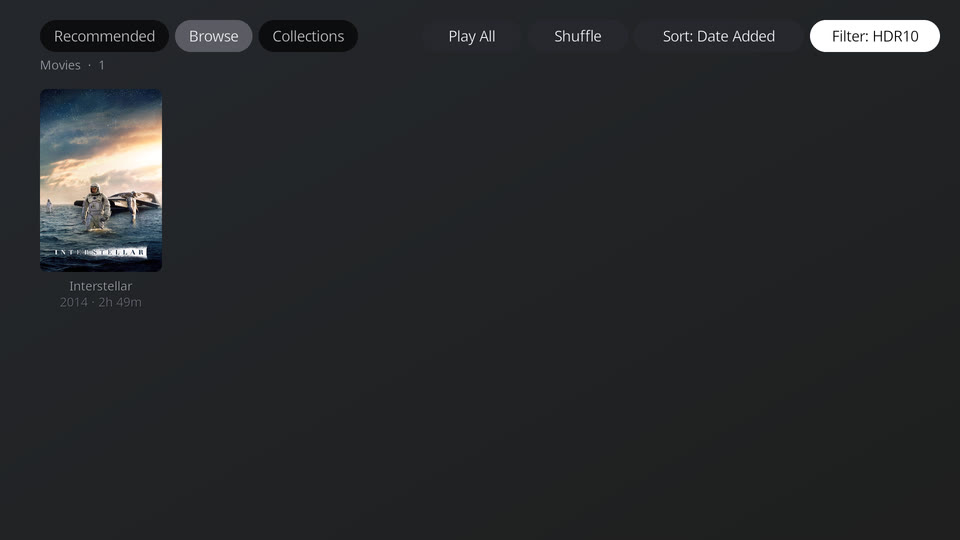 Recommended Browse Collections Play All Shuffle Sort: Date Added Filter: HDR10
Movies · 1
INTERSTELLAR
Interstellar
2014 · 2h 49m